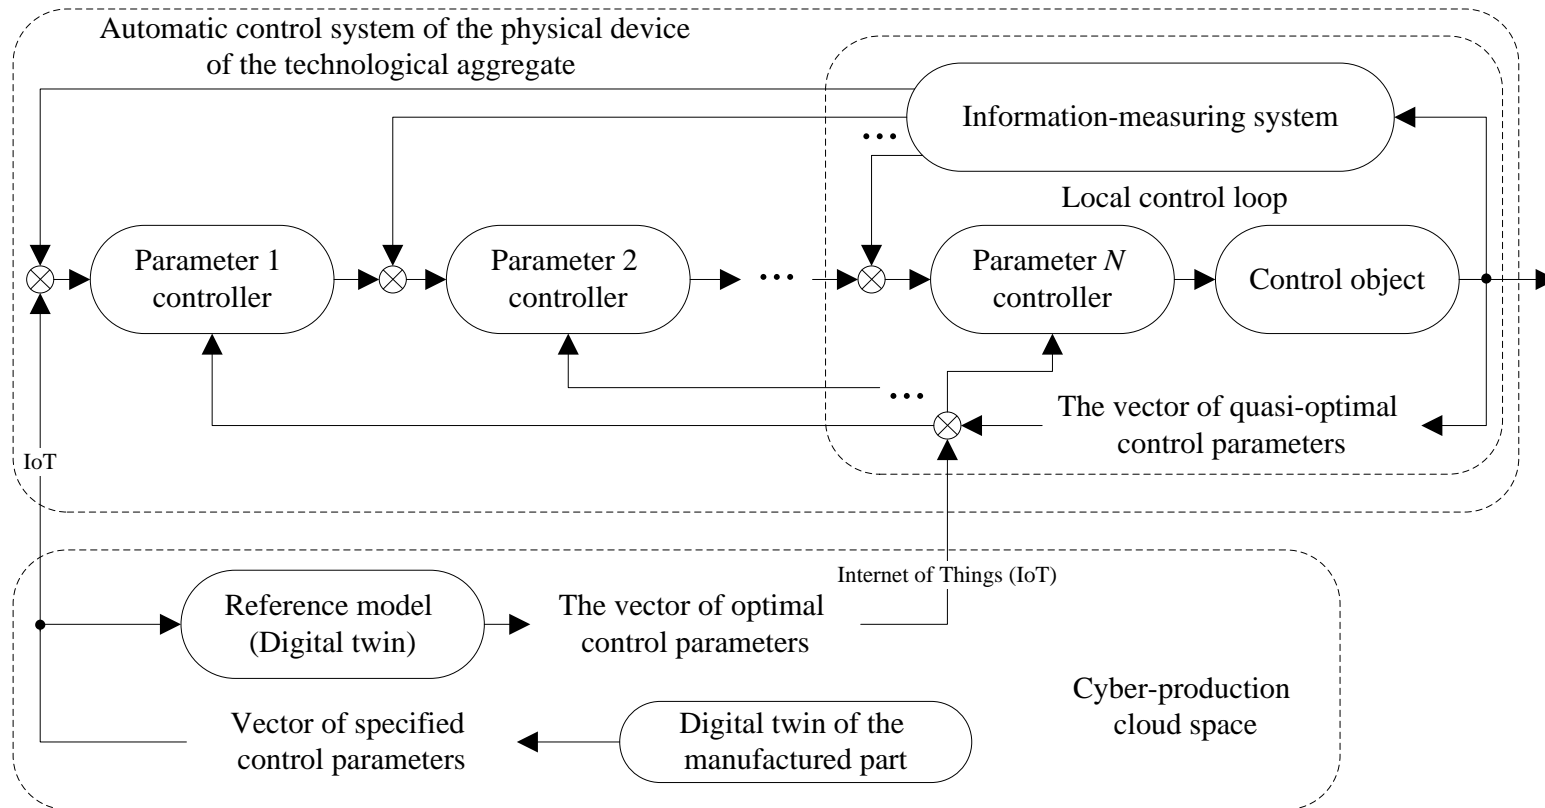 Automatic control system of the physical device
of the technological aggregate
Information-measuring system
...
Local control loop
Parameter 1
controller
Parameter 2
controller
...
Parameter N
controller
Control object
...
The vector of quasi-optimal
control parameters
IoT
Internet of Things (IoT)
Reference model
(Digital twin)
The vector of optimal
control parameters
Cyber-production
cloud space
Vector of specified
control parameters
Digital twin of the
manufactured part